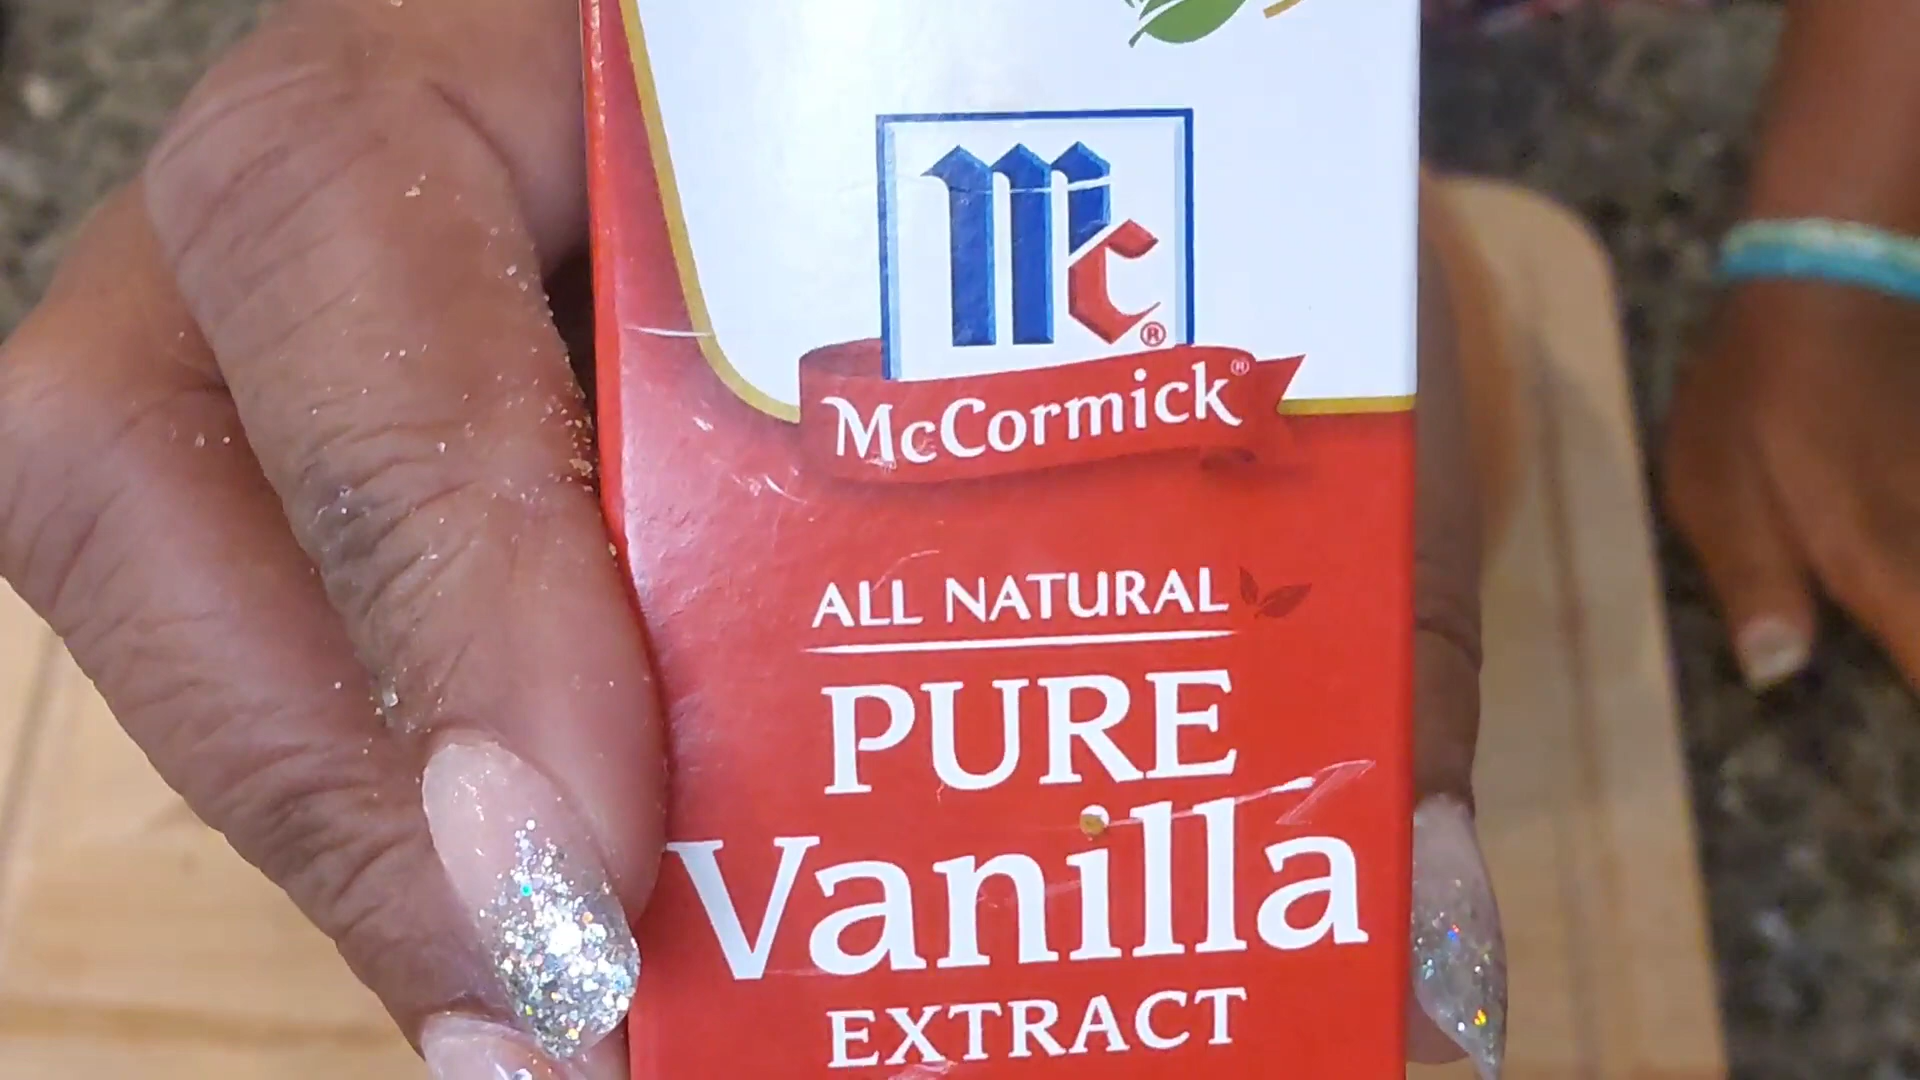 Mc®
McCormick®
ALL NATURAL
PURE
Vanilla
EXTRACT